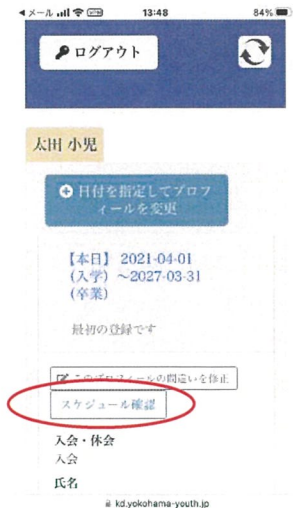 メール 13:48 84%
ログアウト
太田 小児
日付を指定してプロフ
ィールを変更
【本日】 2021-04-01
(入学) ～2027-03-31
(卒業)
最初の登録です
このプロフィールの間違いを修正
スケジュール確認
入会・休会
入会
氏名
kd.yokohama-youth.jp